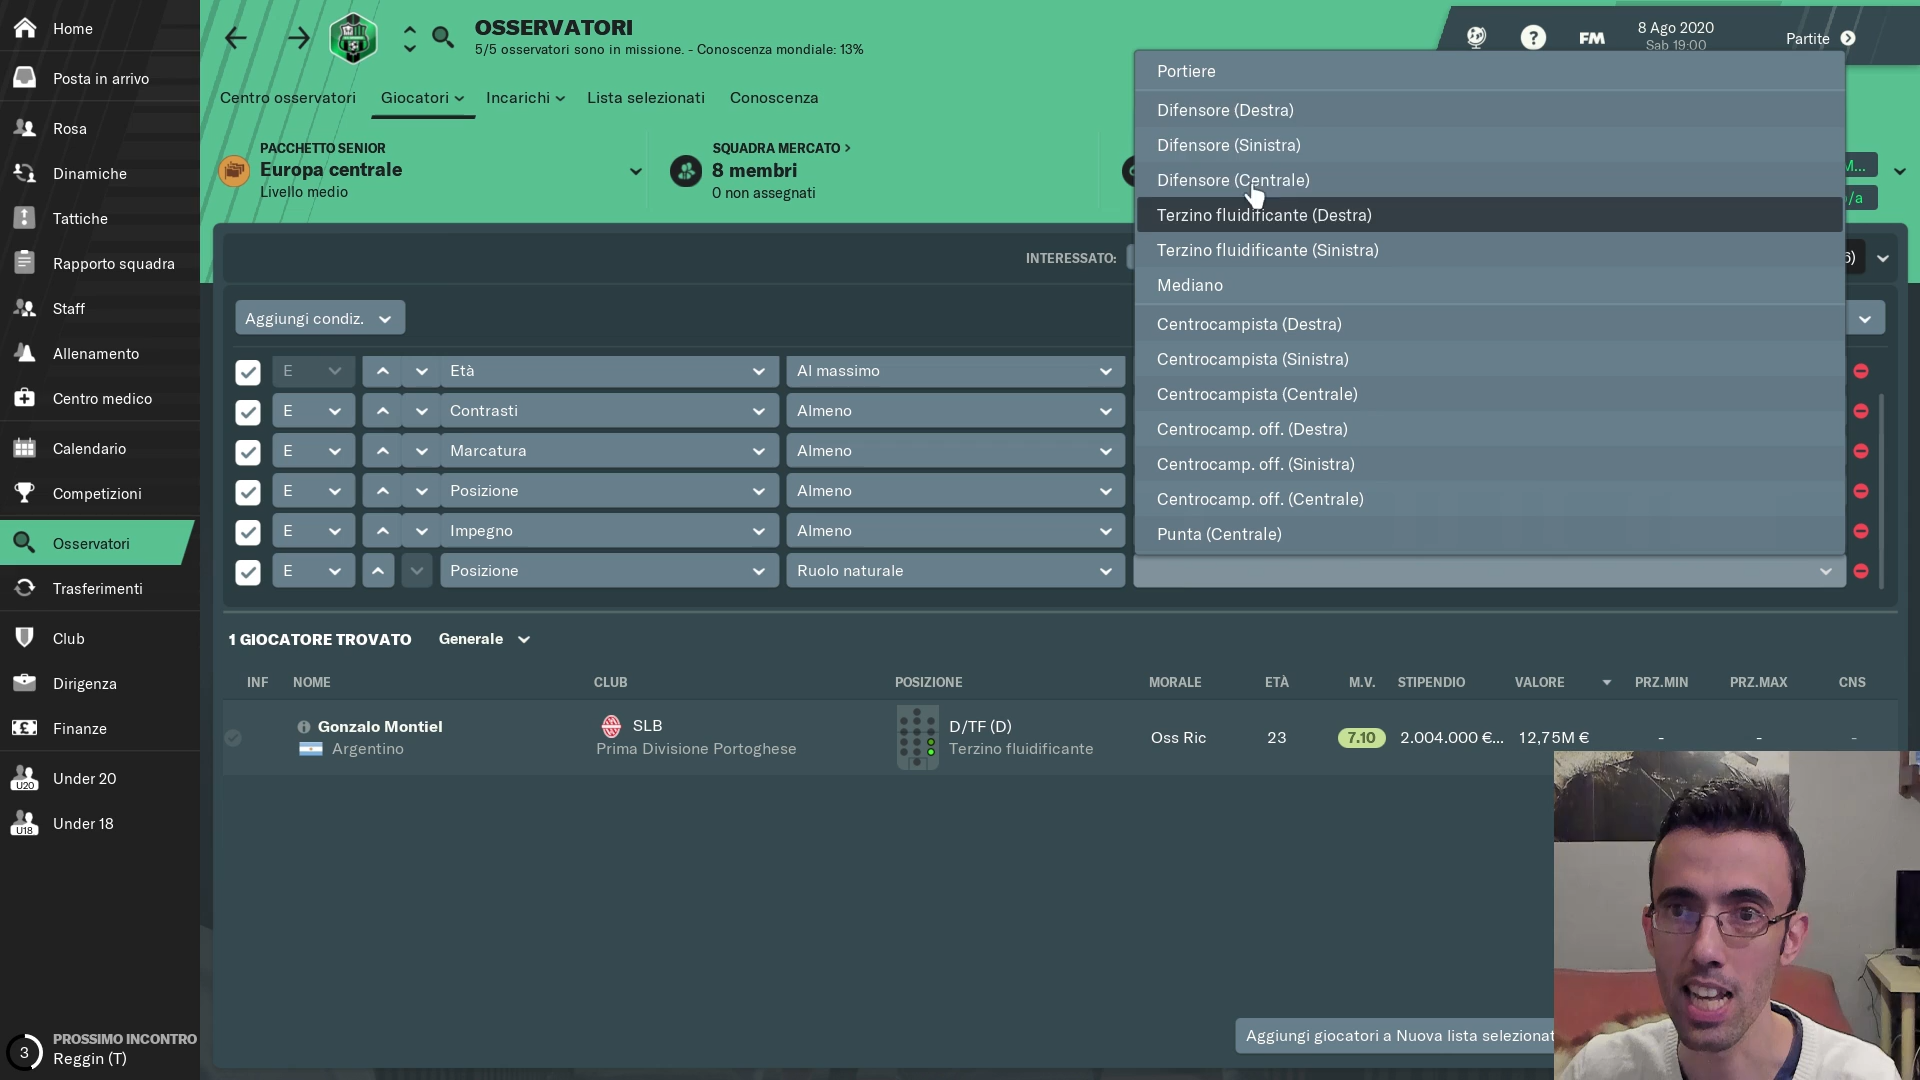 Home
Posta in arrivo
Rosa
Dinamiche
Tattiche
Rapporto squadra
Staff
Allenamento
Centro medico
Calendario
Competizioni
Osservatori
Trasferimenti
Club
Dirigenza
Finanze
U20
Under 20
U18
Under 18
3
PROSSIMO INCONTRO
Reggin (T)
OSSERVATORI
5/5 osservatori sono in missione. - Conoscenza mondiale: 13%
?
FM
8 Ago 2020
Sab 19:00
Partite
Centro osservatori
Giocatori
Incarichi
Lista selezionati
Conoscenza
PACCHETTO SENIOR
Europa centrale
Livello medio
SQUADRA MERCATO
8 membri
0 non assegnati
M...
/a
INTERESSATO:
6)
Aggiungi condiz.
E Età Al massimo
E Contrasti Almeno
E Marcatura Almeno
E Posizione Almeno
E Impegno Almeno
E Posizione Ruolo naturale
Portiere
Difensore (Destra)
Difensore (Sinistra)
Difensore (Centrale)
Terzino fluidificante (Destra)
Terzino fluidificante (Sinistra)
Mediano
Centrocampista (Destra)
Centrocampista (Sinistra)
Centrocampista (Centrale)
Centrocamp. off. (Destra)
Centrocamp. off. (Sinistra)
Centrocamp. off. (Centrale)
Punta (Centrale)
1 GIOCATORE TROVATO Generale
INF NOME CLUB POSIZIONE MORALE ETÀ M.V. STIPENDIO VALORE PRZ.MIN PRZ.MAX CNS
Gonzalo Montiel SLB D/TF (D) Oss Ric 23 7.10 2.004.000 €... 12,75M € - - -
Argentino Prima Divisione Portoghese Terzino fluidificante
Aggiungi giocatori a Nuova lista selezionat